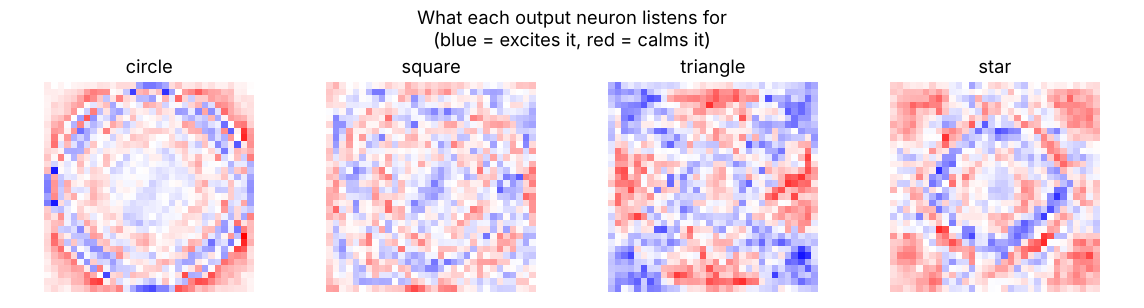 What each output neuron listens for
(blue = excites it, red = calms it)
circle
square
triangle
star